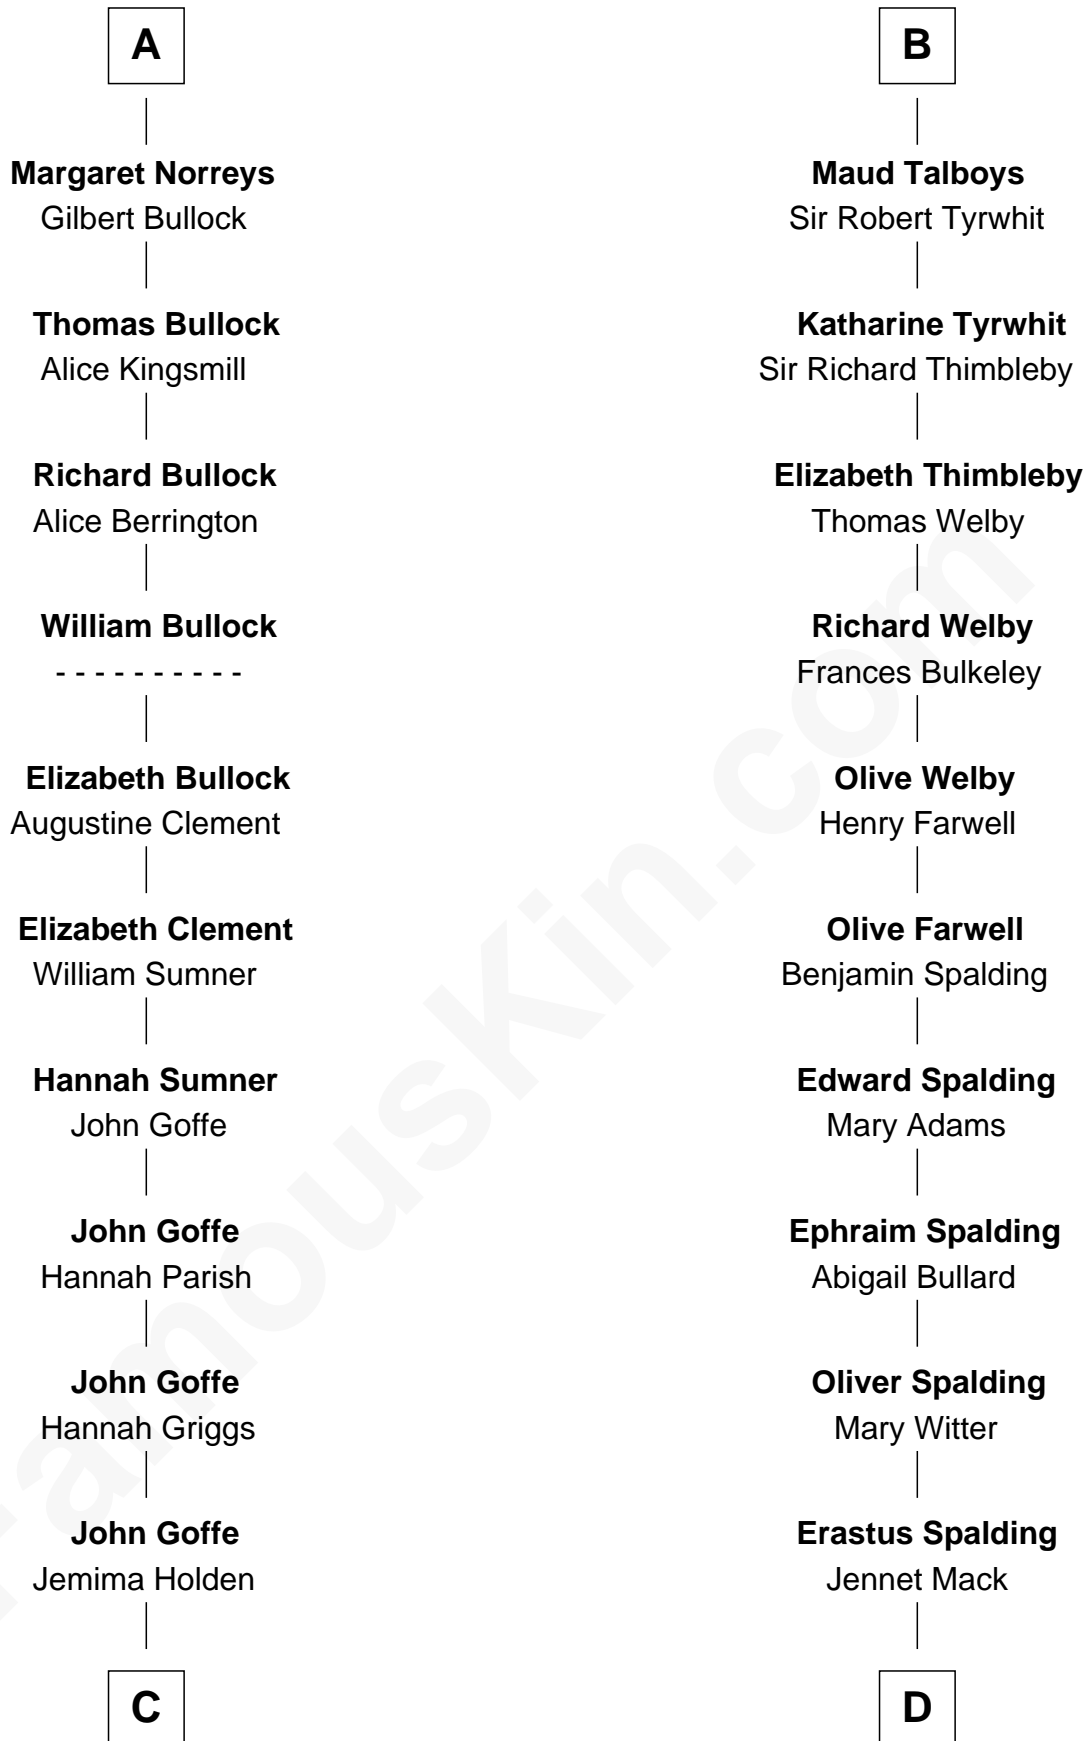 A
Margaret Norreys
Gilbert Bullock
Thomas Bullock
Alice Kingsmill
Richard Bullock
Alice Berrington
William Bullock
- - - - - - - - - -
Elizabeth Bullock
Augustine Clement
Elizabeth Clement
William Sumner
Hannah Sumner
John Goffe
John Goffe
Hannah Parish
John Goffe
Hannah Griggs
John Goffe
Jemima Holden
C
B
Maud Talboys
Sir Robert Tyrwhit
Katharine Tyrwhit
Sir Richard Thimbleby
Elizabeth Thimbleby
Thomas Welby
Richard Welby
Frances Bulkeley
Olive Welby
Henry Farwell
Olive Farwell
Benjamin Spalding
Edward Spalding
Mary Adams
Ephraim Spalding
Abigail Bullard
Oliver Spalding
Mary Witter
Erastus Spalding
Jennet Mack
D
FamousKin.com